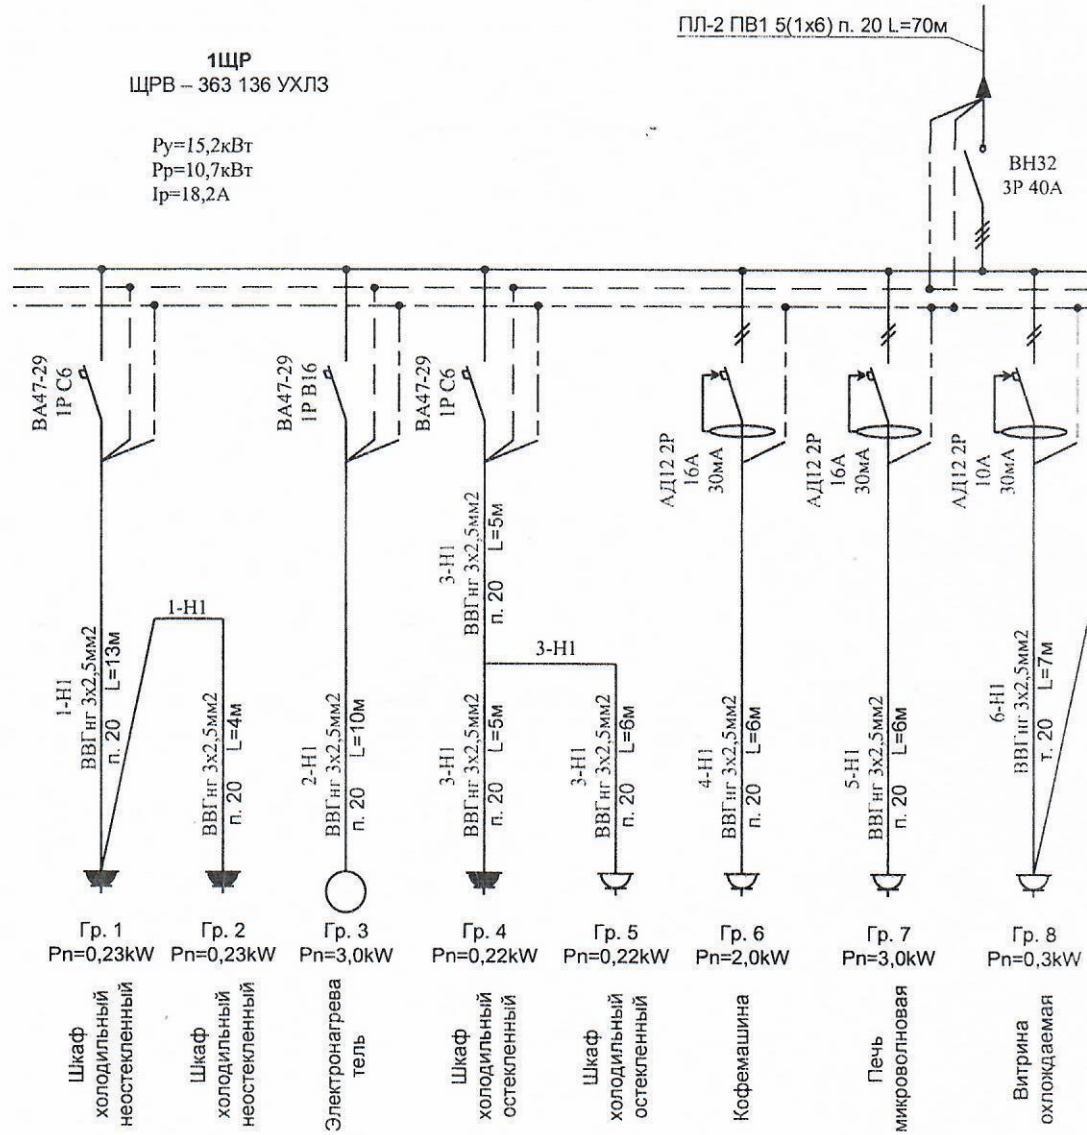 ПЛ-2 ПВ1 5(1х6) п. 20 L=70м
1ЩР
ЩРВ – 363 136 УХЛ3
Ру=15,2кВт
Рр=10,7кВт
Iр=18,2А
ВН32
3Р 40А
ВА47-29
1Р С6
ВА47-29
1Р В16
ВА47-29
1Р С6
АД12 2Р
16А
30мА
АД12 2Р
16А
30мА
АД12 2Р
10А
30мА
1-Н1
ВВГнг 3х2,5мм2
п. 20 L=13м
1-Н1
ВВГнг 3х2,5мм2
п. 20 L=4м
2-Н1
ВВГнг 3х2,5мм2
п. 20 L=10м
3-Н1
ВВГнг 3х2,5мм2
п. 20 L=5м
3-Н1
3-Н1
ВВГнг 3х2,5мм2
п. 20 L=5м
3-Н1
ВВГнг 3х2,5мм2
п. 20 L=6м
4-Н1
ВВГнг 3х2,5мм2
п. 20 L=6м
5-Н1
ВВГнг 3х2,5мм2
п. 20 L=6м
6-Н1
ВВГнг 3х2,5мм2
т. 20 L=7м
Гр. 1
Pn=0,23kW
Гр. 2
Pn=0,23kW
Гр. 3
Pn=3,0kW
Гр. 4
Pn=0,22kW
Гр. 5
Pn=0,22kW
Гр. 6
Pn=2,0kW
Гр. 7
Pn=3,0kW
Гр. 8
Pn=0,3kW
Шкаф
холодильный
неостекленный
Шкаф
холодильный
неостекленный
Электронагрева
тель
Шкаф
холодильный
остекленный
Шкаф
холодильный
остекленный
Кофемашина
Печь
микроволновая
Витрина
охлождаемая